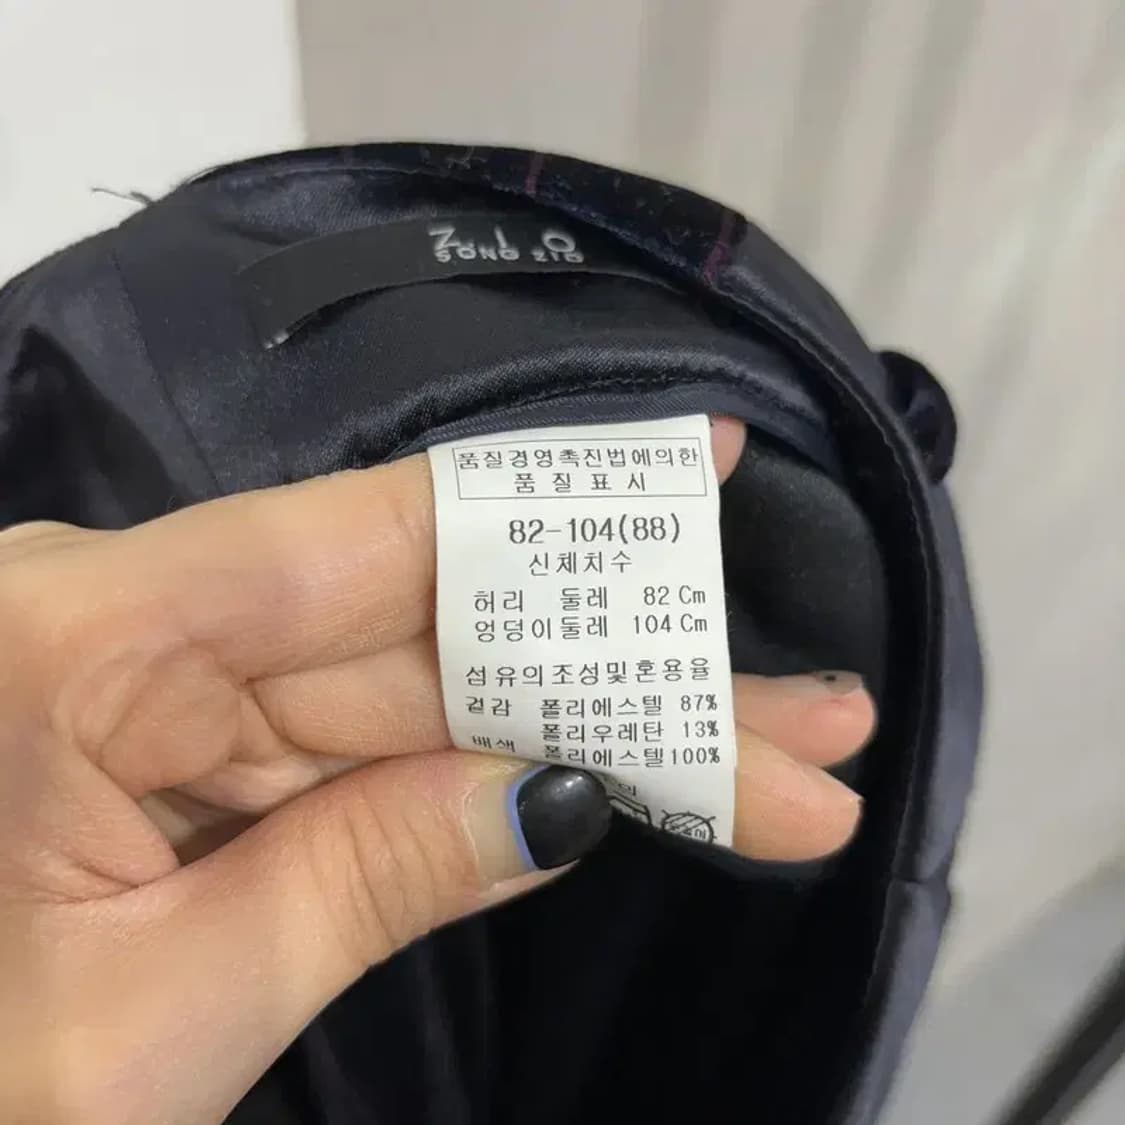 ZIO
SONG ZIO
품질경영촉진법에의한
품 질 표 시
82-104(88)
신체치수
허리 둘레 82 Cm
엉덩이둘레 104 Cm
섬유의조성및혼용율
겉감 폴리에스텔 87%
폴리우레탄 13%
배색 폴리에스텔100%